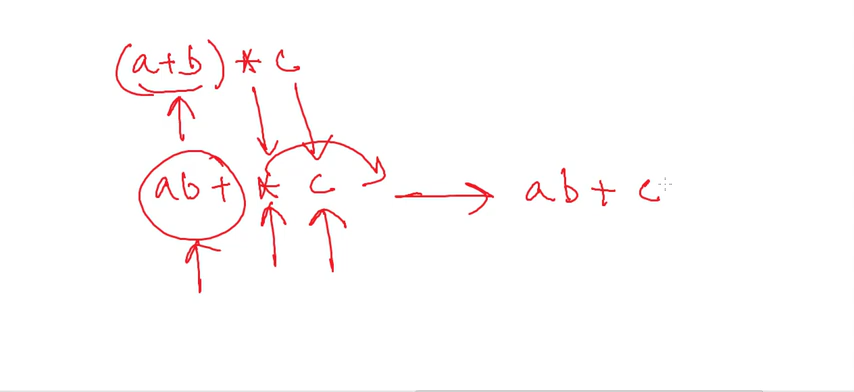 (a+b) * c
ab+ * c → ab+c